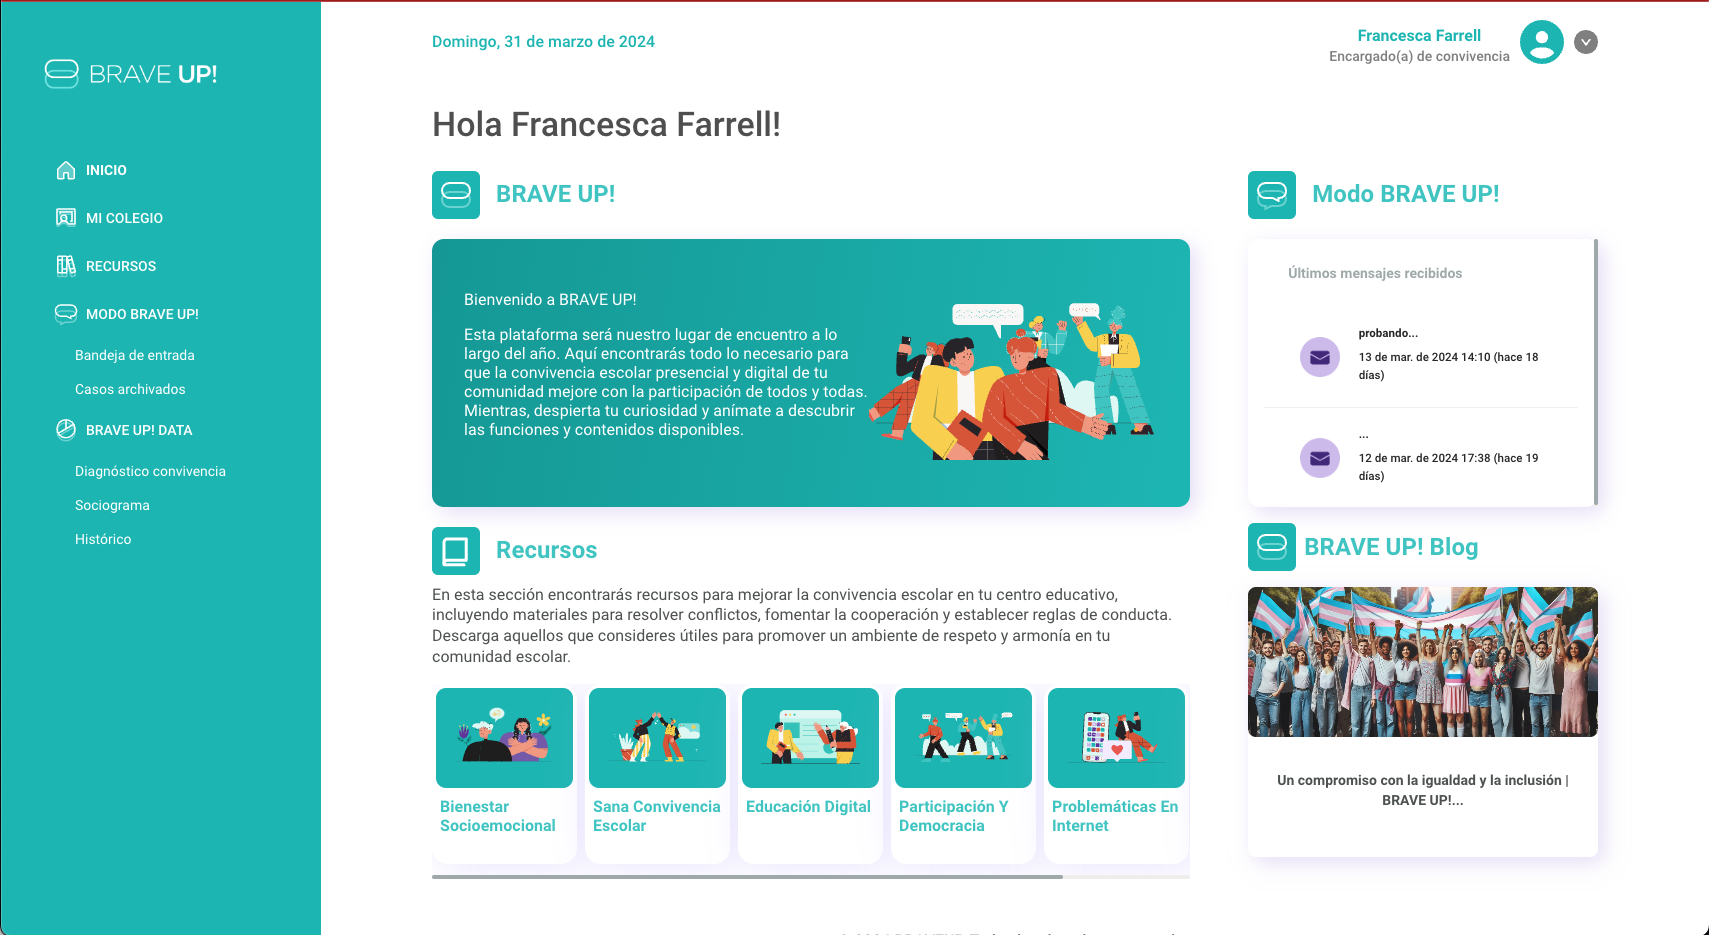 BRAVE UP!
INICIO
MI COLEGIO
RECURSOS
MODO BRAVE UP!
Bandeja de entrada
Casos archivados
BRAVE UP! DATA
Diagnóstico convivencia
Sociograma
Histórico
Domingo, 31 de marzo de 2024
Francesca Farrell
Encargado(a) de convivencia
Hola Francesca Farrell!
BRAVE UP!
Bienvenido a BRAVE UP!
Esta plataforma será nuestro lugar de encuentro a lo
largo del año. Aquí encontrarás todo lo necesario para
que la convivencia escolar presencial y digital de tu
comunidad mejore con la participación de todos y todas.
Mientras, despierta tu curiosidad y anímate a descubrir
las funciones y contenidos disponibles.
Recursos
En esta sección encontrarás recursos para mejorar la convivencia escolar en tu centro educativo,
incluyendo materiales para resolver conflictos, fomentar la cooperación y establecer reglas de conducta.
Descarga aquellos que consideres útiles para promover un ambiente de respeto y armonía en tu
comunidad escolar.
Bienestar
Socioemocional
Sana Convivencia
Escolar
Educación Digital
Participación Y
Democracia
Problemáticas En
Internet
Modo BRAVE UP!
Últimos mensajes recibidos
probando...
13 de mar. de 2024 14:10 (hace 18
días)
...
12 de mar. de 2024 17:38 (hace 19
días)
BRAVE UP! Blog
Un compromiso con la igualdad y la inclusión |
BRAVE UP!...